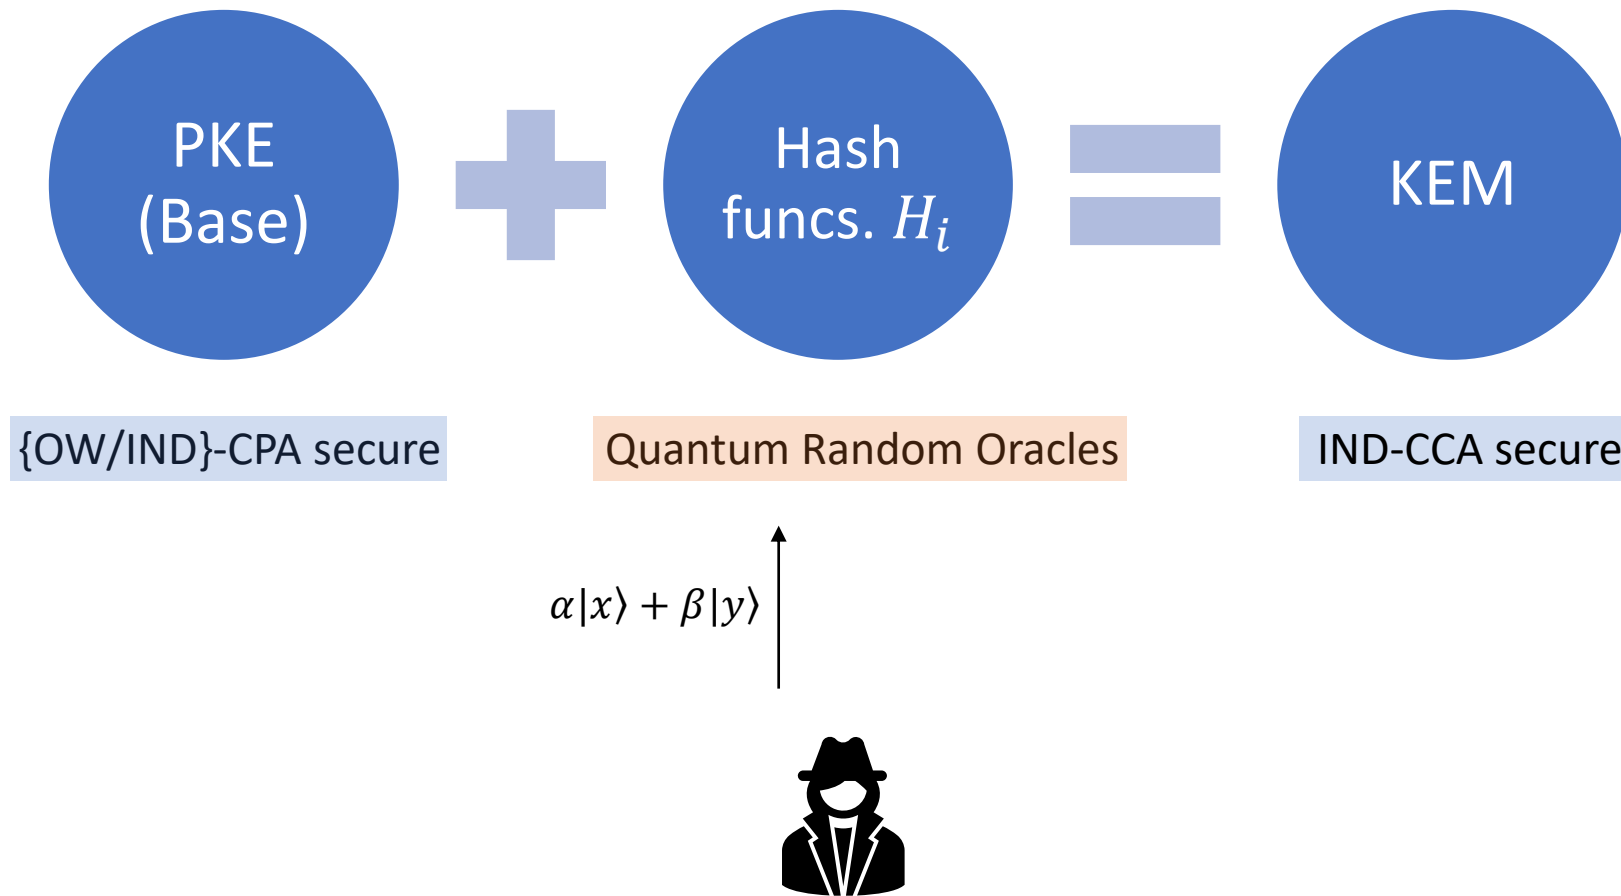 PKE
(Base)
Hash
funcs. 𝐻ᵢ
KEM
{OW/IND}-CPA secure
Quantum Random Oracles
IND-CCA secure
𝛼|𝑥⟩ + 𝛽|𝑦⟩